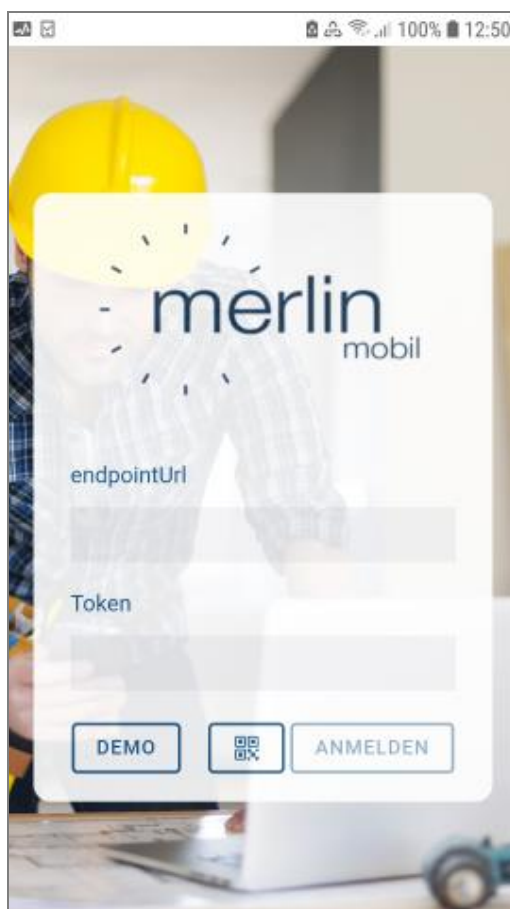 100% 12:50
merlin
mobil
endpointUrl
Token
DEMO
ANMELDEN